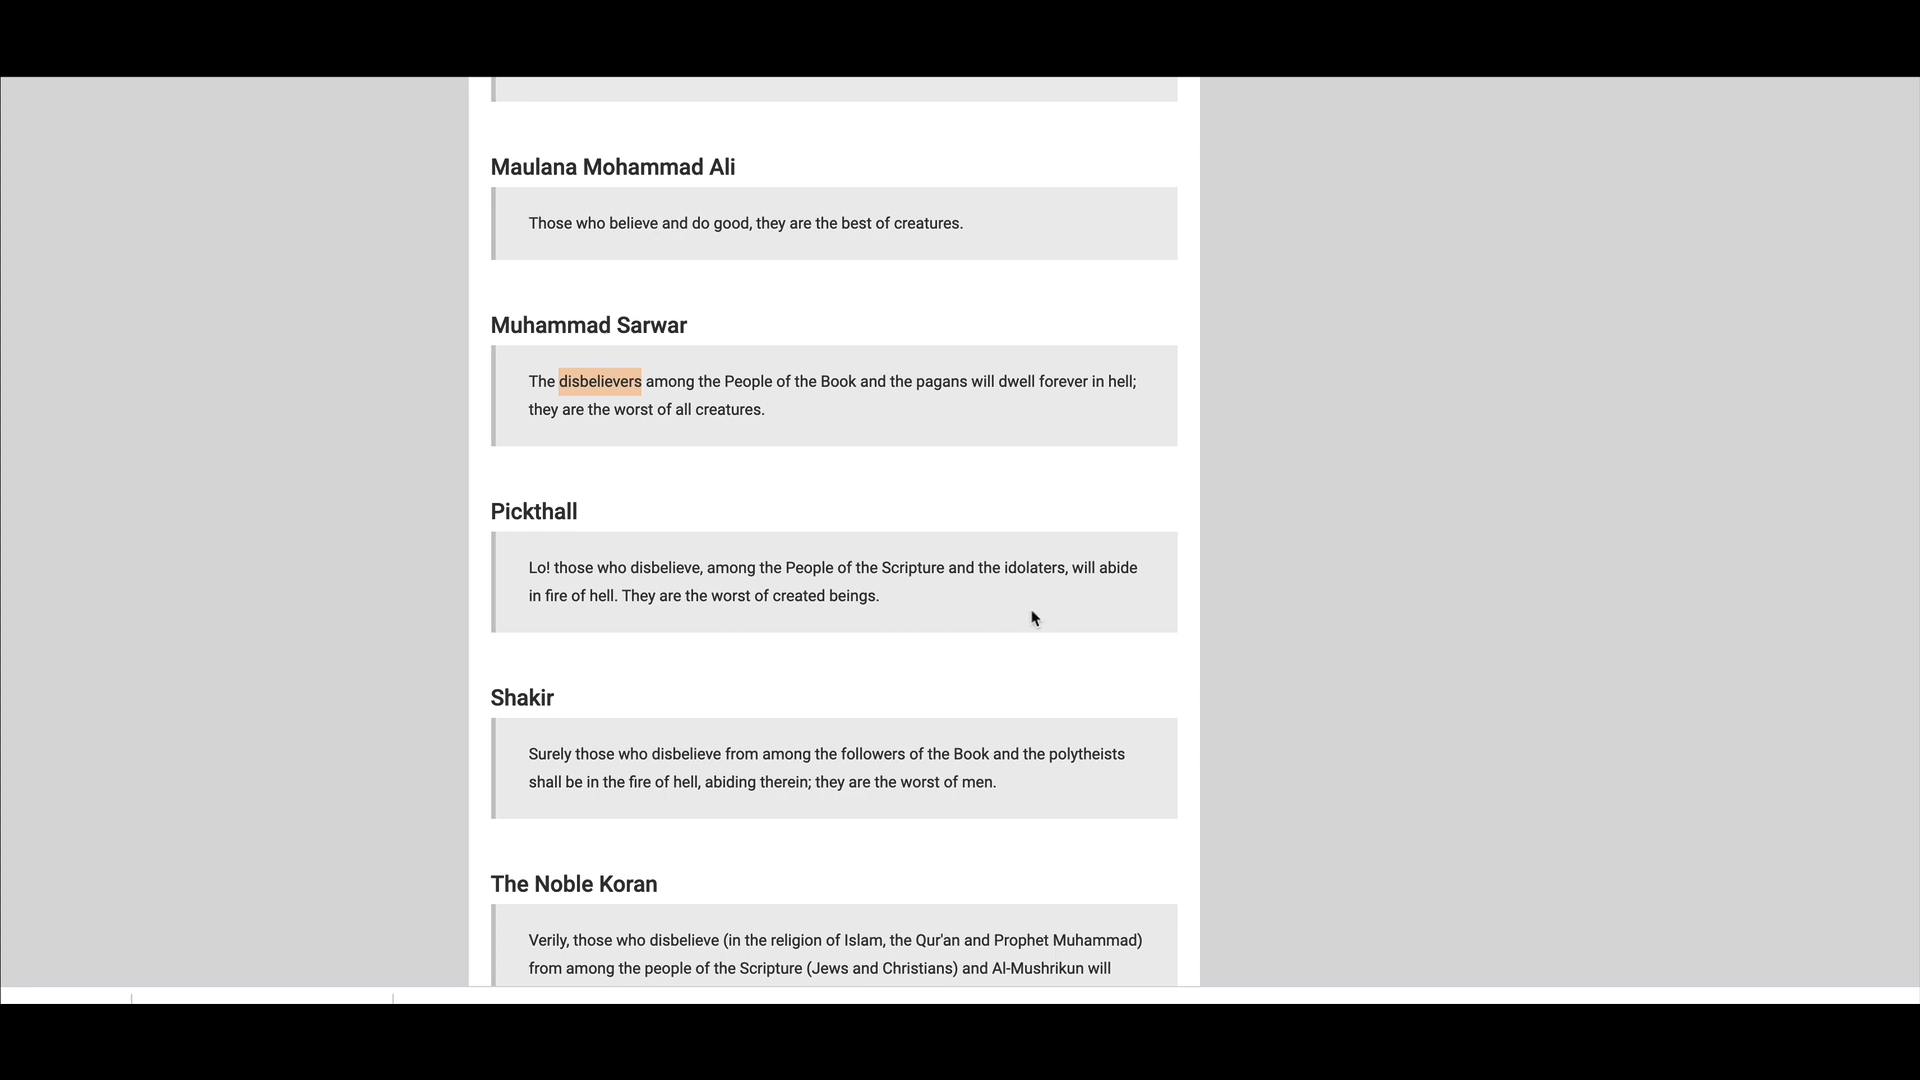 Maulana Mohammad Ali
Those who believe and do good, they are the best of creatures.
Muhammad Sarwar
The disbelievers among the People of the Book and the pagans will dwell forever in hell;
they are the worst of all creatures.
Pickthall
Lo! those who disbelieve, among the People of the Scripture and the idolaters, will abide
in fire of hell. They are the worst of created beings.
Shakir
Surely those who disbelieve from among the followers of the Book and the polytheists
shall be in the fire of hell, abiding therein; they are the worst of men.
The Noble Koran
Verily, those who disbelieve (in the religion of Islam, the Qur'an and Prophet Muhammad)
from among the people of the Scripture (Jews and Christians) and Al-Mushrikun will